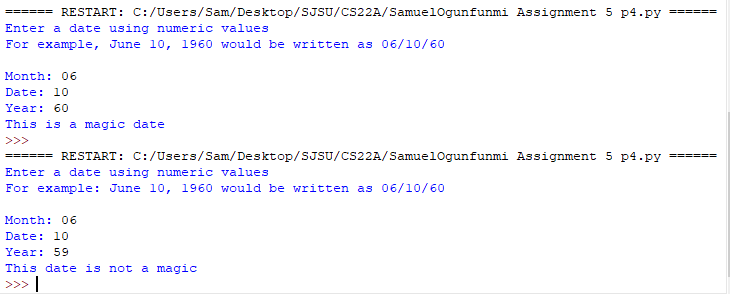 ====== RESTART: C:/Users/Sam/Desktop/SJSU/CS22A/SamuelOgunfunmi Assignment 5 p4.py ======
Enter a date using numeric values
For example, June 10, 1960 would be written as 06/10/60
Month: 06
Date: 10
Year: 60
This is a magic date
>>>
====== RESTART: C:/Users/Sam/Desktop/SJSU/CS22A/SamuelOgunfunmi Assignment 5 p4.py ======
Enter a date using numeric values
For example: June 10, 1960 would be written as 06/10/60
Month: 06
Date: 10
Year: 59
This date is not a magic
>>>